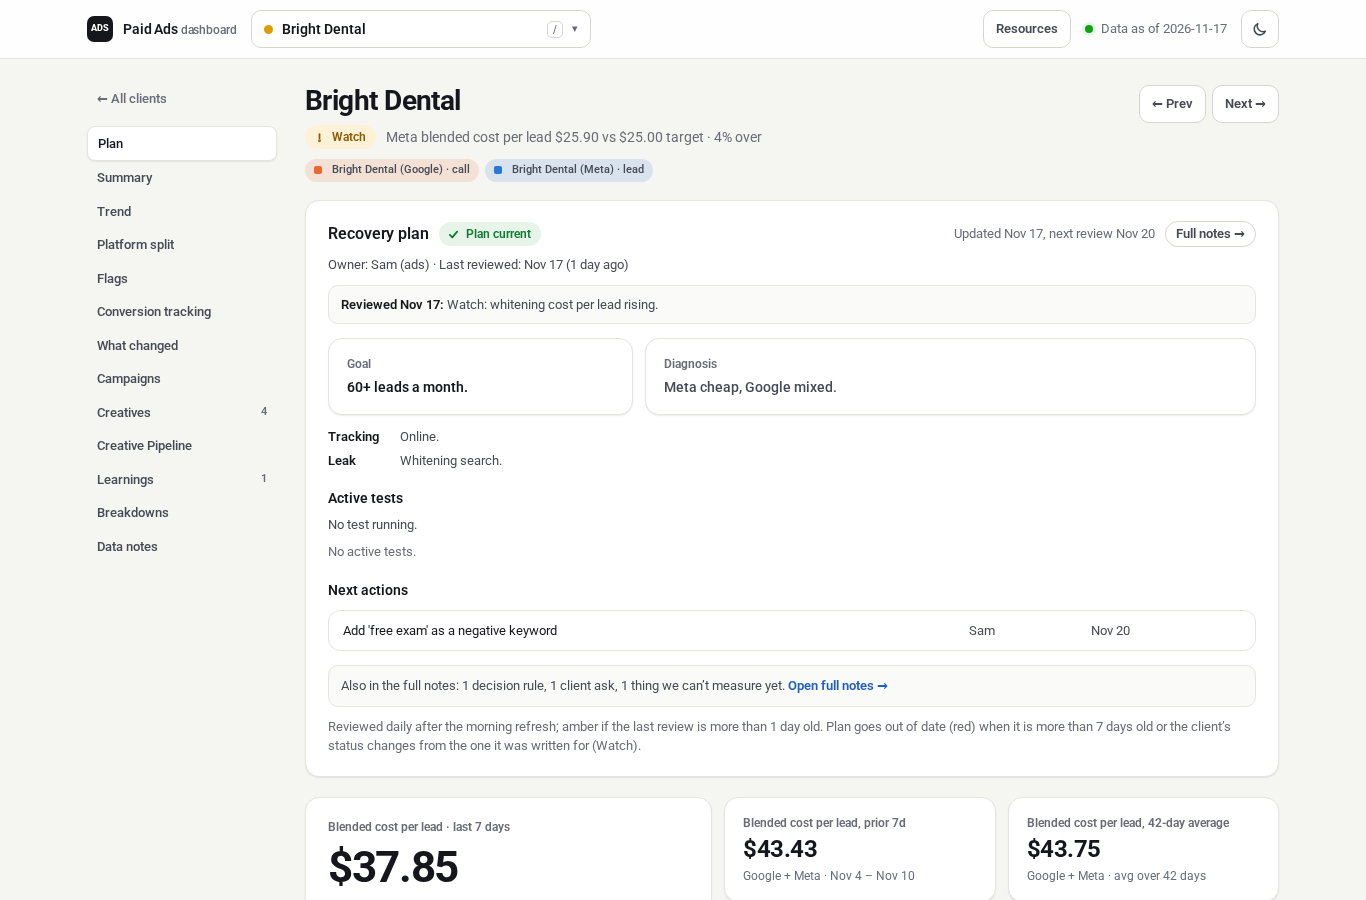 ADS Paid Ads dashboard
Bright Dental / ▾
Resources
Data as of 2026-11-17
← All clients
Plan
Summary
Trend
Platform split
Flags
Conversion tracking
What changed
Campaigns
Creatives 4
Creative Pipeline
Learnings 1
Breakdowns
Data notes
Bright Dental
← Prev
Next →
! Watch
Meta blended cost per lead $25.90 vs $25.00 target · 4% over
Bright Dental (Google) · call
Bright Dental (Meta) · lead
Recovery plan
✓ Plan current
Updated Nov 17, next review Nov 20
Full notes →
Owner: Sam (ads) · Last reviewed: Nov 17 (1 day ago)
Reviewed Nov 17: Watch: whitening cost per lead rising.
Goal
60+ leads a month.
Diagnosis
Meta cheap, Google mixed.
Tracking Online.
Leak Whitening search.
Active tests
No test running.
No active tests.
Next actions
Add 'free exam' as a negative keyword Sam Nov 20
Also in the full notes: 1 decision rule, 1 client ask, 1 thing we can’t measure yet. Open full notes →
Reviewed daily after the morning refresh; amber if the last review is more than 1 day old. Plan goes out of date (red) when it is more than 7 days old or the client’s
status changes from the one it was written for (Watch).
Blended cost per lead · last 7 days
$37.85
Blended cost per lead, prior 7d
$43.43
Google + Meta · Nov 4 – Nov 10
Blended cost per lead, 42-day average
$43.75
Google + Meta · avg over 42 days